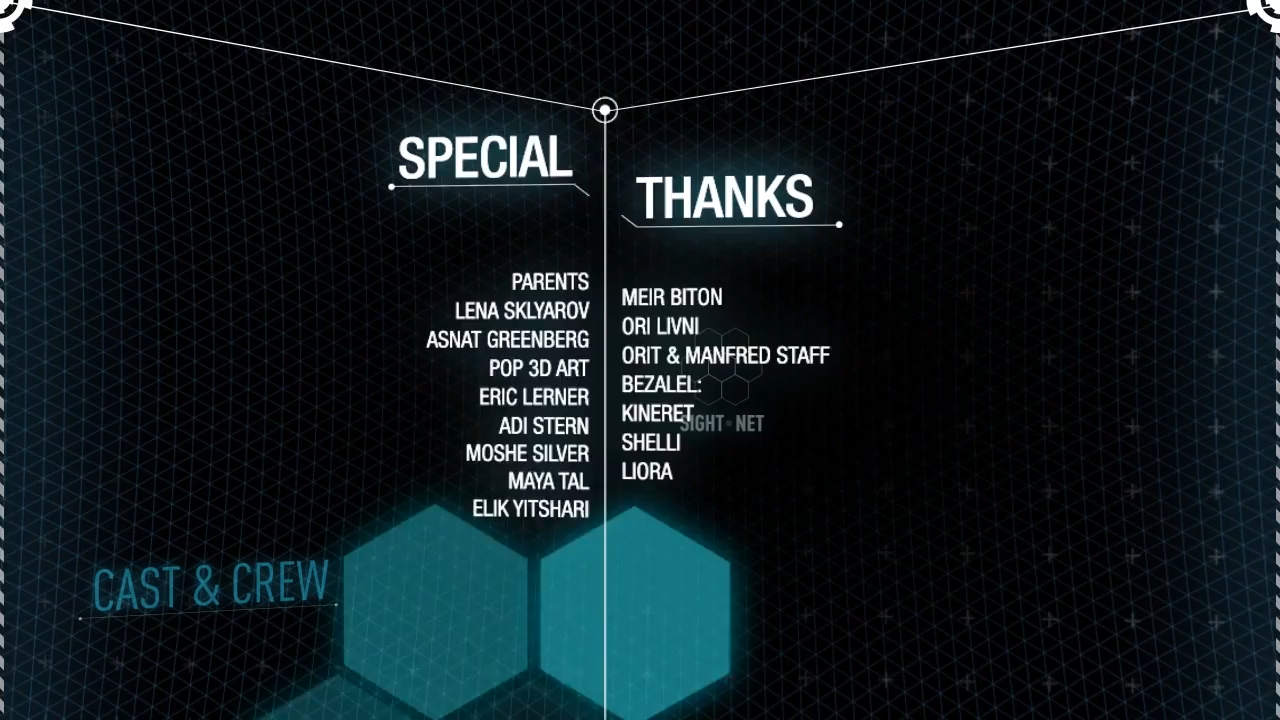 SPECIAL
THANKS
PARENTS
LENA SKLYAROV
ASNAT GREENBERG
POP 3D ART
ERIC LERNER
ADI STERN
MOSHE SILVER
MAYA TAL
ELIK YITSHARI
MEIR BITON
ORI LIVNI
ORIT & MANFRED STAFF
BEZALEL:
KINERET
SHELLI
LIORA
SIGHT NET
CAST & CREW